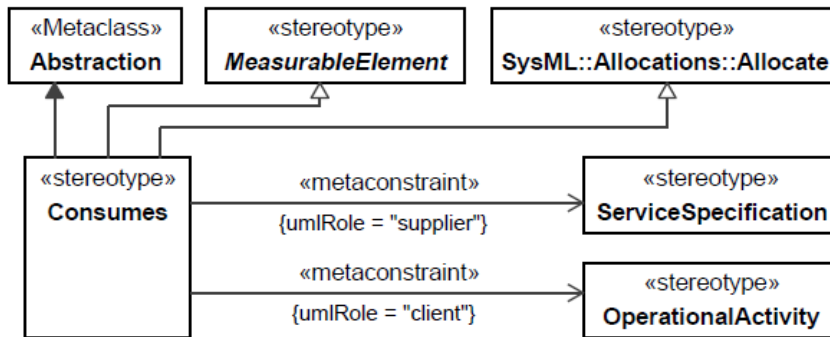 «Metaclass»
Abstraction
«stereotype»
MeasurableElement
«stereotype»
SysML::Allocations::Allocate
«stereotype»
Consumes
«metaconstraint»
{umlRole = "supplier"}
«stereotype»
ServiceSpecification
«metaconstraint»
{umlRole = "client"}
«stereotype»
OperationalActivity